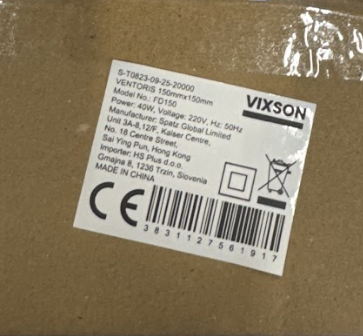 S-T0823-09-25-20000
VENTORIS 150mmx150mm
Model No.: FD150
Power: 40W, Voltage: 220V, Hz: 50Hz
Manufacturer: Spatz Global Limited
Unit 3A-8,12/F, Kaiser Centre,
No. 18 Centre Street,
Sai Ying Pun, Hong Kong
Importer: HS Plus d.o.o.
Gmajna 8, 1236 Trzin, Slovenia
MADE IN CHINA
VIXSON
CE
3831127561917